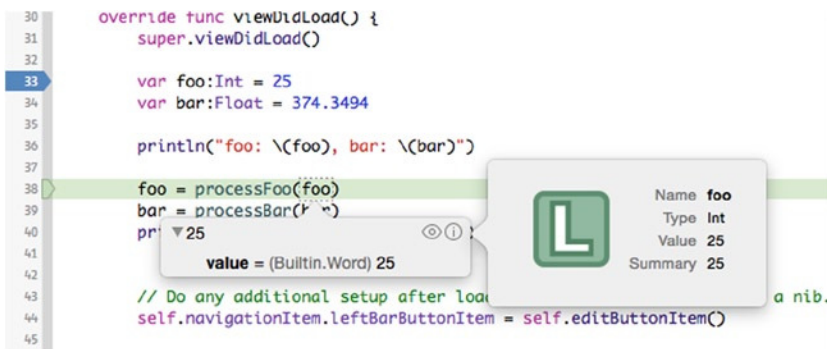 30 override func viewDidLoad() {
31 super.viewDidLoad()
32
33 var foo:Int = 25
34 var bar:Float = 374.3494
35
36 println("foo: \(foo), bar: \(bar)")
37
38 foo = processFoo(foo)
39 bar = processBar(
40 pr
▼25
value = (Builtin.Word) 25
L
Name foo
Type Int
Value 25
Summary 25
41
42
43 // Do any additional setup after loa a nib.
44 self.navigationItem.leftBarButtonItem = self.editButtonItem()
45